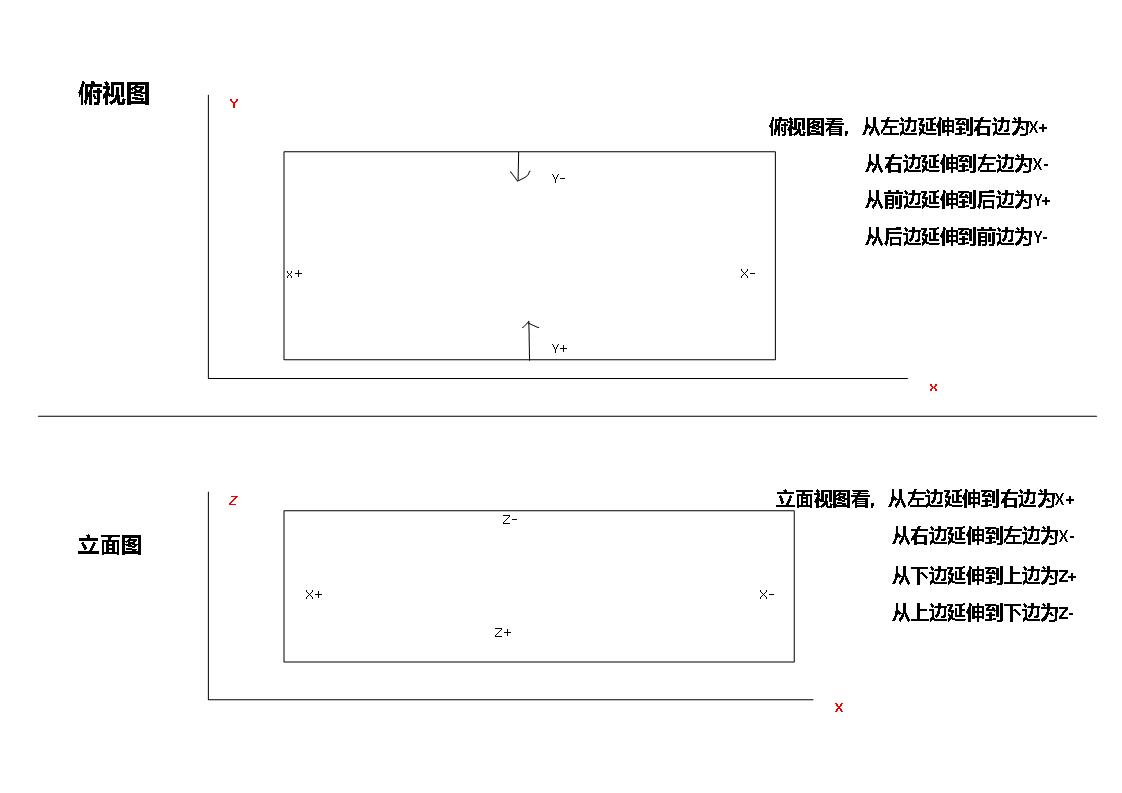 俯视图
Y
俯视图看，从左边延伸到右边为X+
从右边延伸到左边为X-
Y-
从前边延伸到后边为Y+
从后边延伸到前边为Y-
x+
X-
Y+
x
Z
立面视图看，从左边延伸到右边为X+
Z-
从右边延伸到左边为X-
立面图
从下边延伸到上边为Z+
X+
X-
从上边延伸到下边为Z-
Z+
X